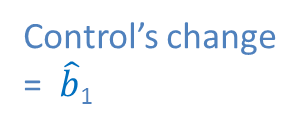 Control’s change
= b̂₁